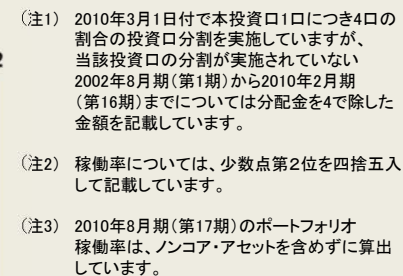 (注1) 2010年3月1日付で本投資口1口につき4口の
割合の投資口分割を実施していますが、
当該投資口の分割が実施されていない
2002年8月期(第1期)から2010年2月期
(第16期)までについては分配金を4で除した
金額を記載しています。
(注2) 稼働率については、少数点第2位を四捨五入
して記載しています。
(注3) 2010年8月期(第17期)のポートフォリオ
稼働率は、ノンコア・アセットを含めずに算出
しています。